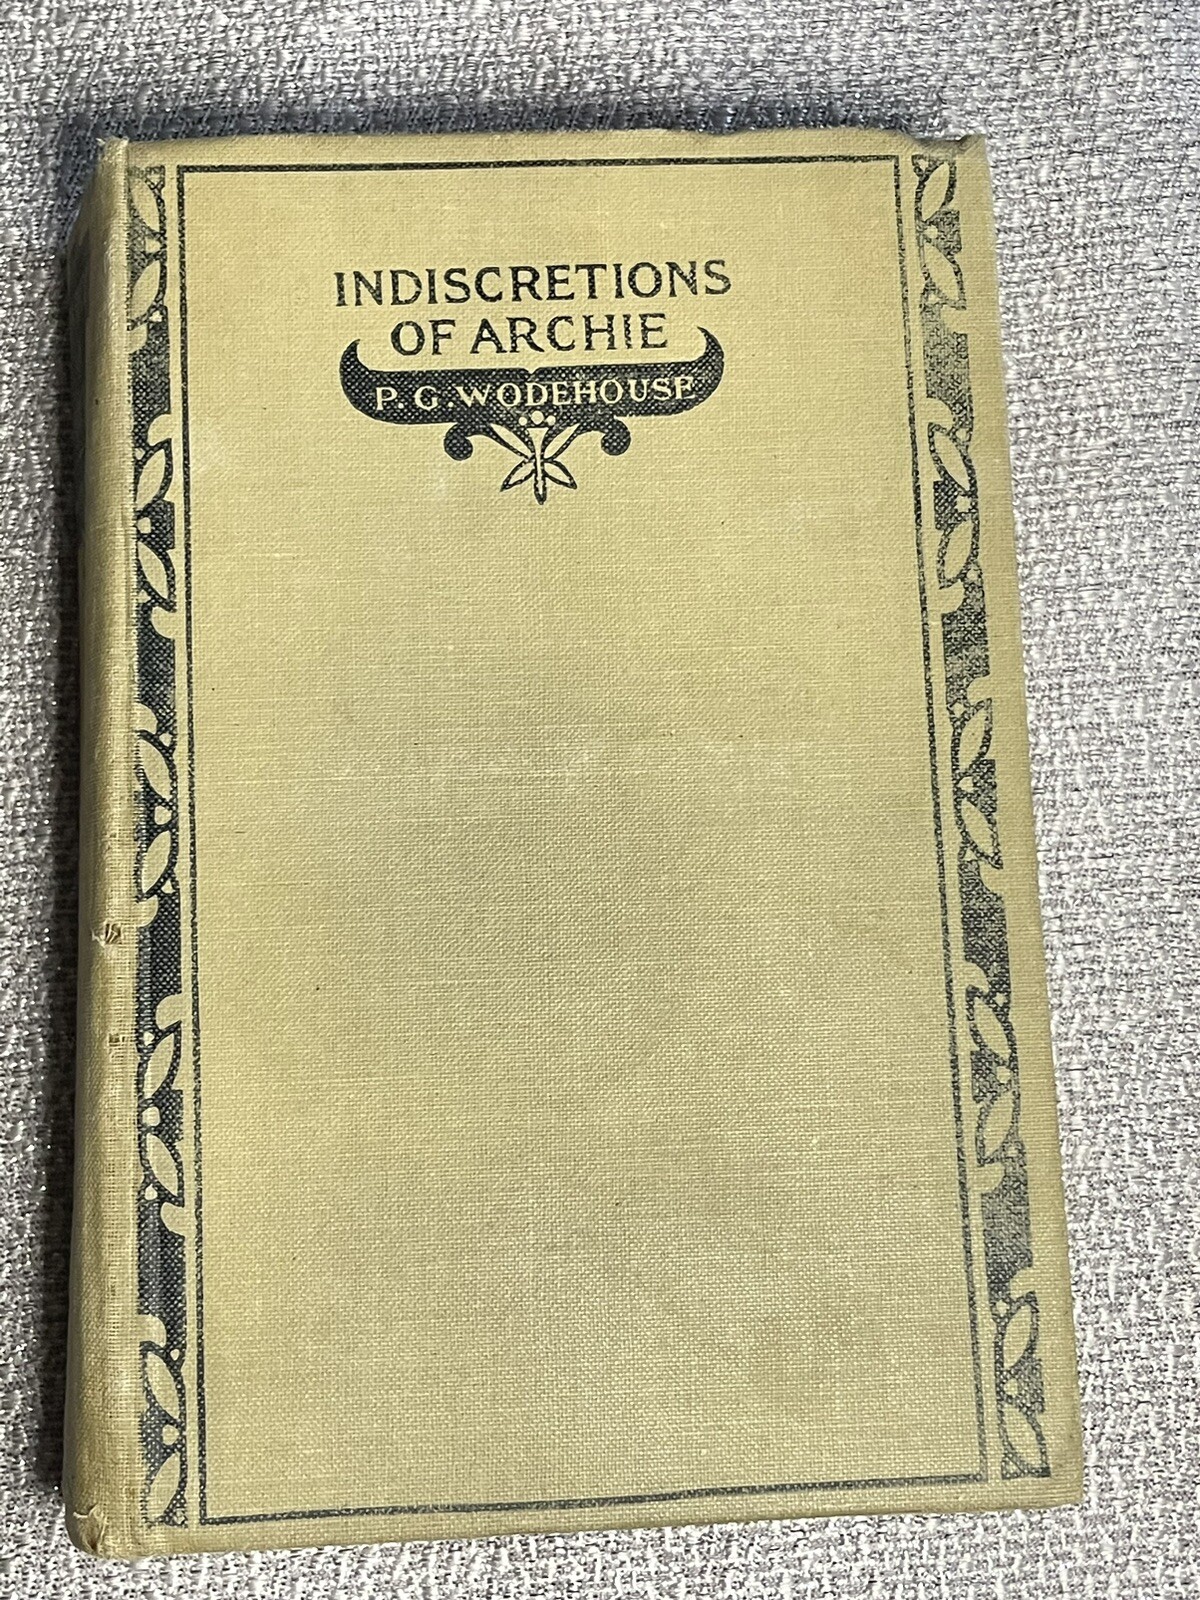 INDISCRETIONS
OF ARCHIE
P. G. WODEHOUSE